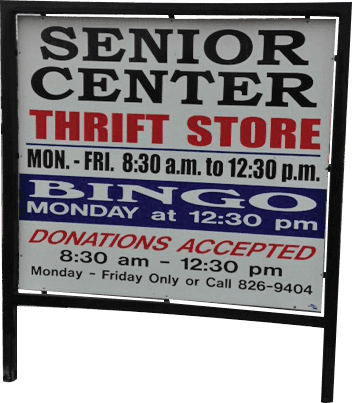 SENIOR
CENTER
THRIFT STORE
MON. - FRI. 8:30 a.m. to 12:30 p.m.
BINGO
MONDAY at 12:30 pm
DONATIONS ACCEPTED
8:30 am - 12:30 pm
Monday - Friday Only or Call 826-9404